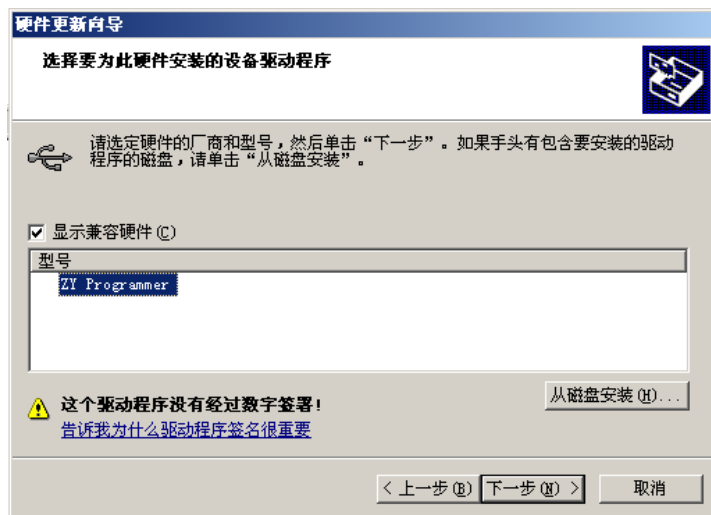 硬件更新向导
选择要为此硬件安装的设备驱动程序
请选定硬件的厂商和型号，然后单击“下一步”。如果手头有包含要安装的驱动
程序的磁盘，请单击“从磁盘安装”。
显示兼容硬件(C)
型号
ZY Programmer
这个驱动程序没有经过数字签署!
告诉我为什么驱动程序签名很重要
从磁盘安装(H)...
< 上一步(B)
下一步(N) >
取消